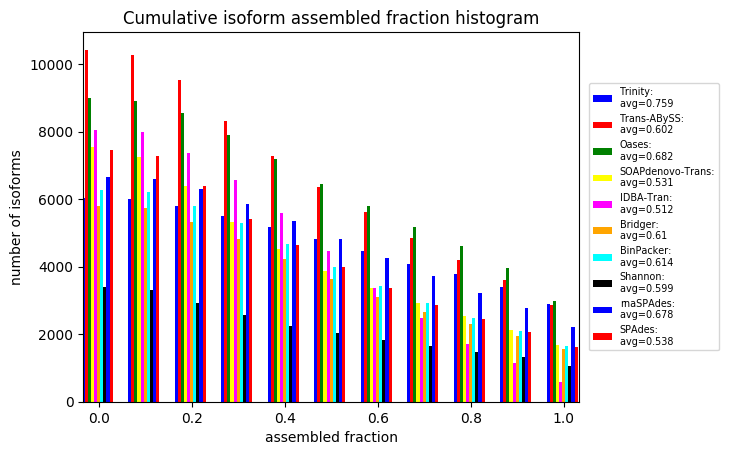 Cumulative isoform assembled fraction histogram
number of isoforms
10000
8000
6000
4000
2000
0
0.0
0.2
0.4
0.6
0.8
1.0
assembled fraction
Trinity:
avg=0.759
Trans-ABySS:
avg=0.602
Oases:
avg=0.682
SOAPdenovo-Trans:
avg=0.531
IDBA-Tran:
avg=0.512
Bridger:
avg=0.61
BinPacker:
avg=0.614
Shannon:
avg=0.599
rnaSPAdes:
avg=0.678
SPAdes:
avg=0.538